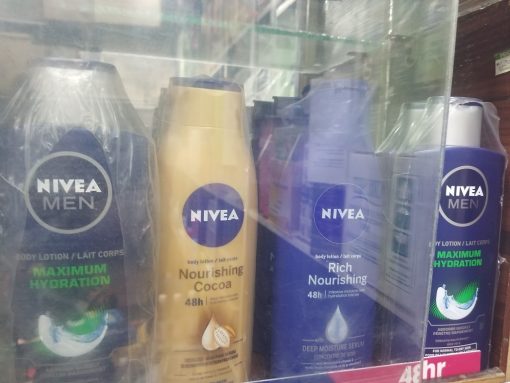 NIVEA
MEN
BODY LOTION / LAIT CORPS
MAXIMUM
HYDRATION
NIVEA
body lotion / lait corps
Nourishing
Cocoa
48h
NIVEA
body lotion / lait corps
Rich
Nourishing
48h
DEEP MOISTURE SERUM
NIVEA
MEN
BODY LOTION / LAIT CORPS
MAXIMUM
HYDRATION
48hr